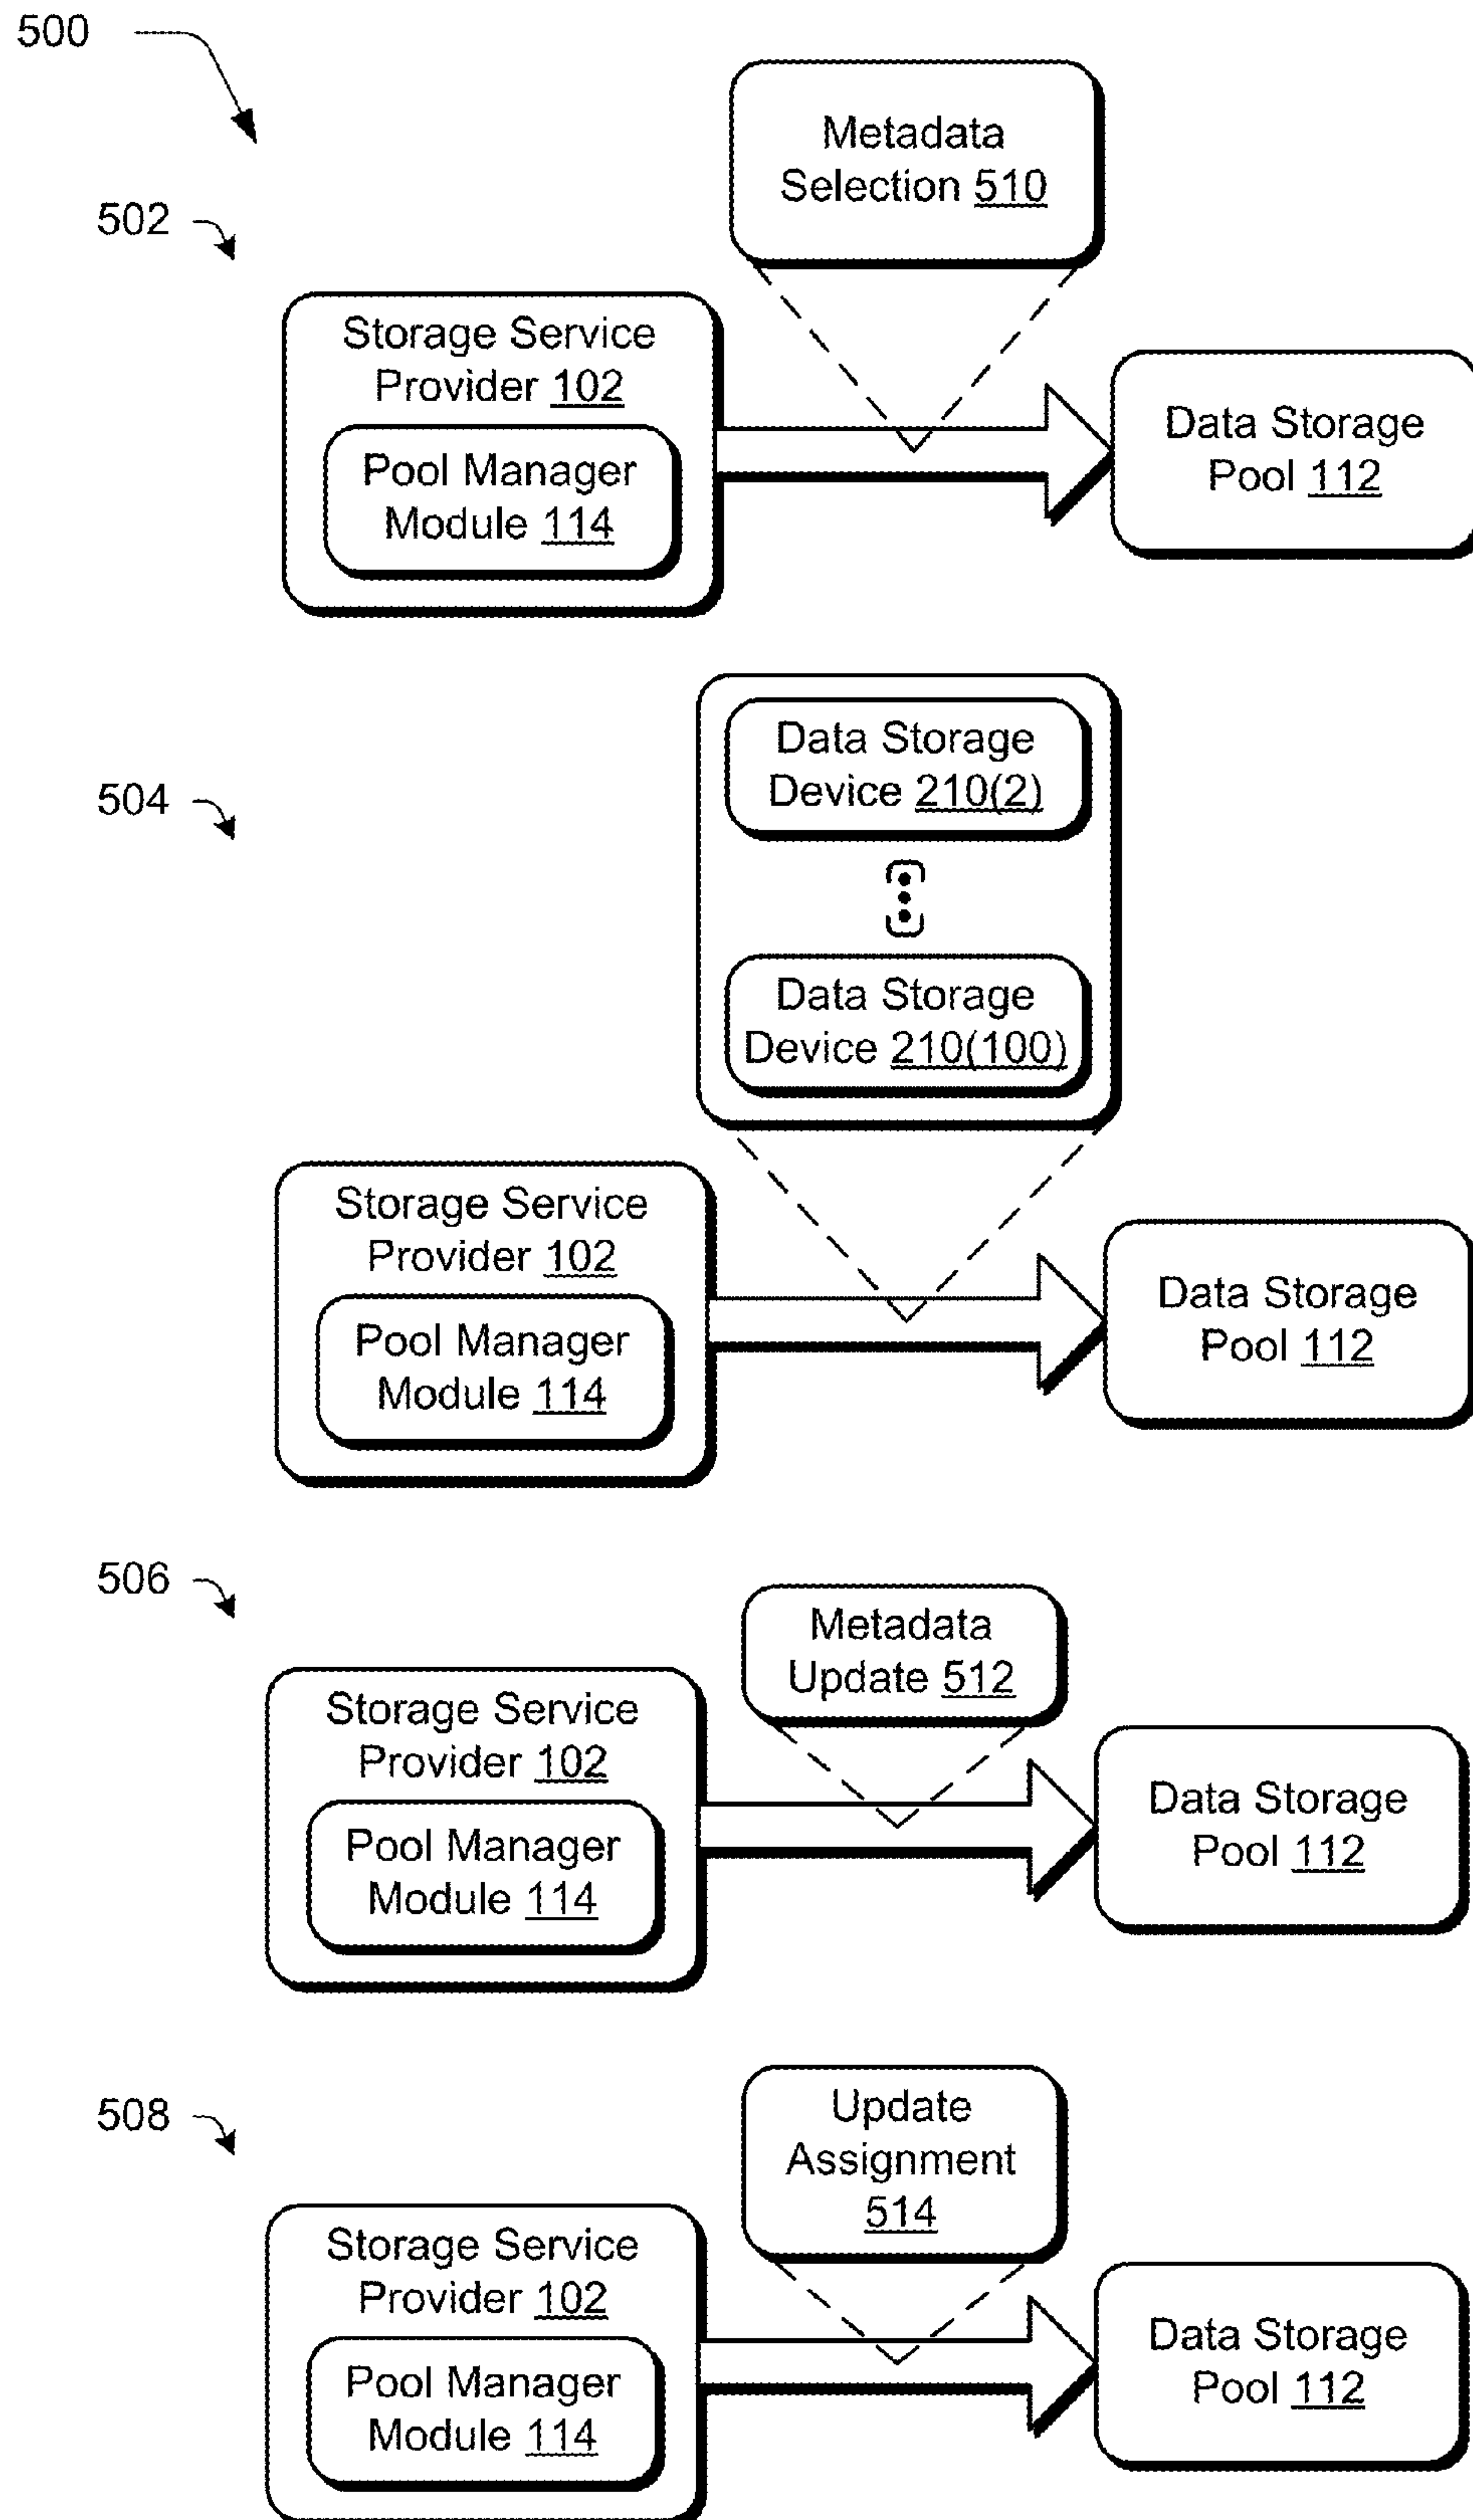 500
Metadata
Selection 510
502
Storage Service
Provider 102
Pool Manager
Module 114
Data Storage
Pool 112
504
Data Storage
Device 210(2)
Data Storage
Device 210(100)
Storage Service
Provider 102
Pool Manager
Module 114
Data Storage
Pool 112
506
Metadata
Update 512
Storage Service
Provider 102
Pool Manager
Module 114
Data Storage
Pool 112
508
Update
Assignment
514
Storage Service
Provider 102
Pool Manager
Module 114
Data Storage
Pool 112